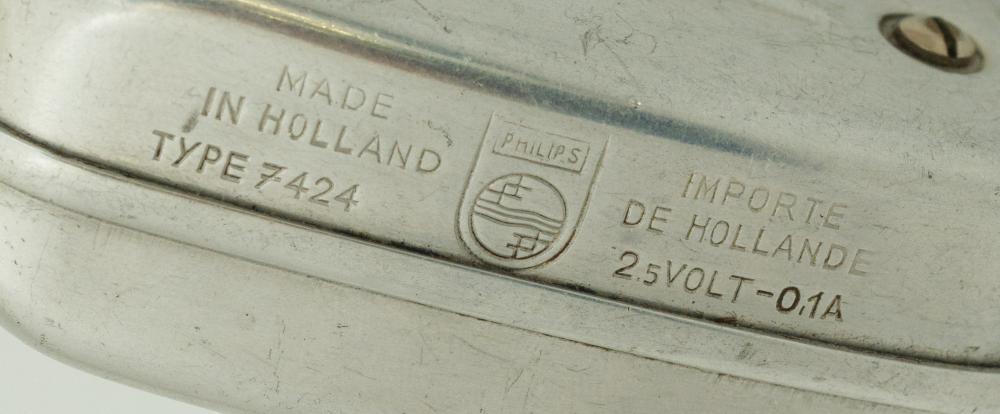 MADE
IN HOLLAND
TYPE 7424
PHILIPS
IMPORTE
DE HOLLANDE
2.5VOLT-0,1A